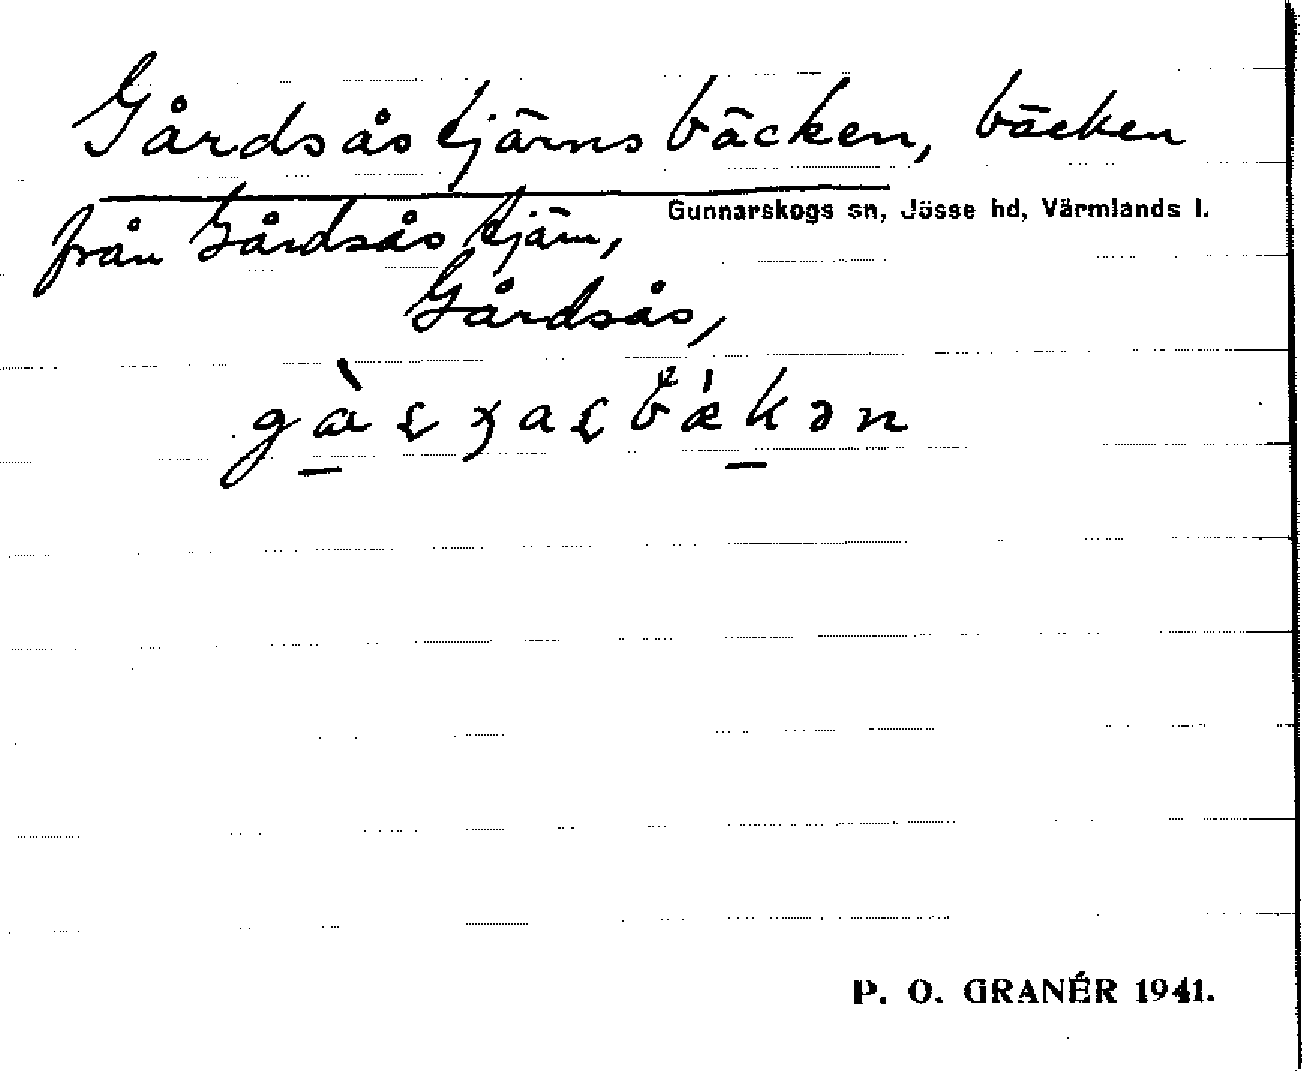 Gårdsåstjärnsbäcken, bäcken
Gunnarskogs sn, Jösse hd, Värmlands l.
från Gårdsåstjärn,
Gårdsås,
P. O. GRANÉR 1941.